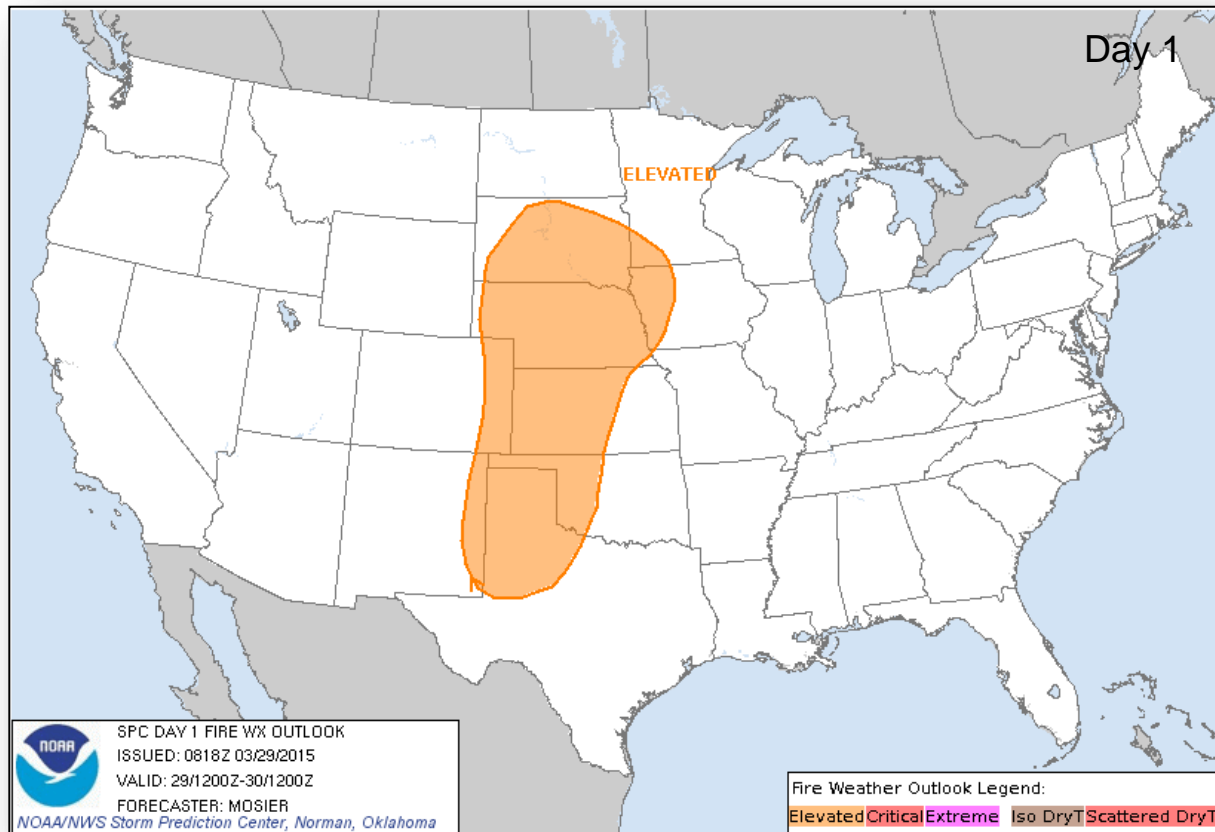 Day 1
ELEVATED
NOAA
SPC DAY 1 FIRE WX OUTLOOK
ISSUED: 0818Z 03/29/2015
VALID: 29/1200Z-30/1200Z
FORECASTER: MOSIER
NOAA/NWS Storm Prediction Center, Norman, Oklahoma
Fire Weather Outlook Legend:
Elevated Critical Extreme Iso DryT Scattered DryT